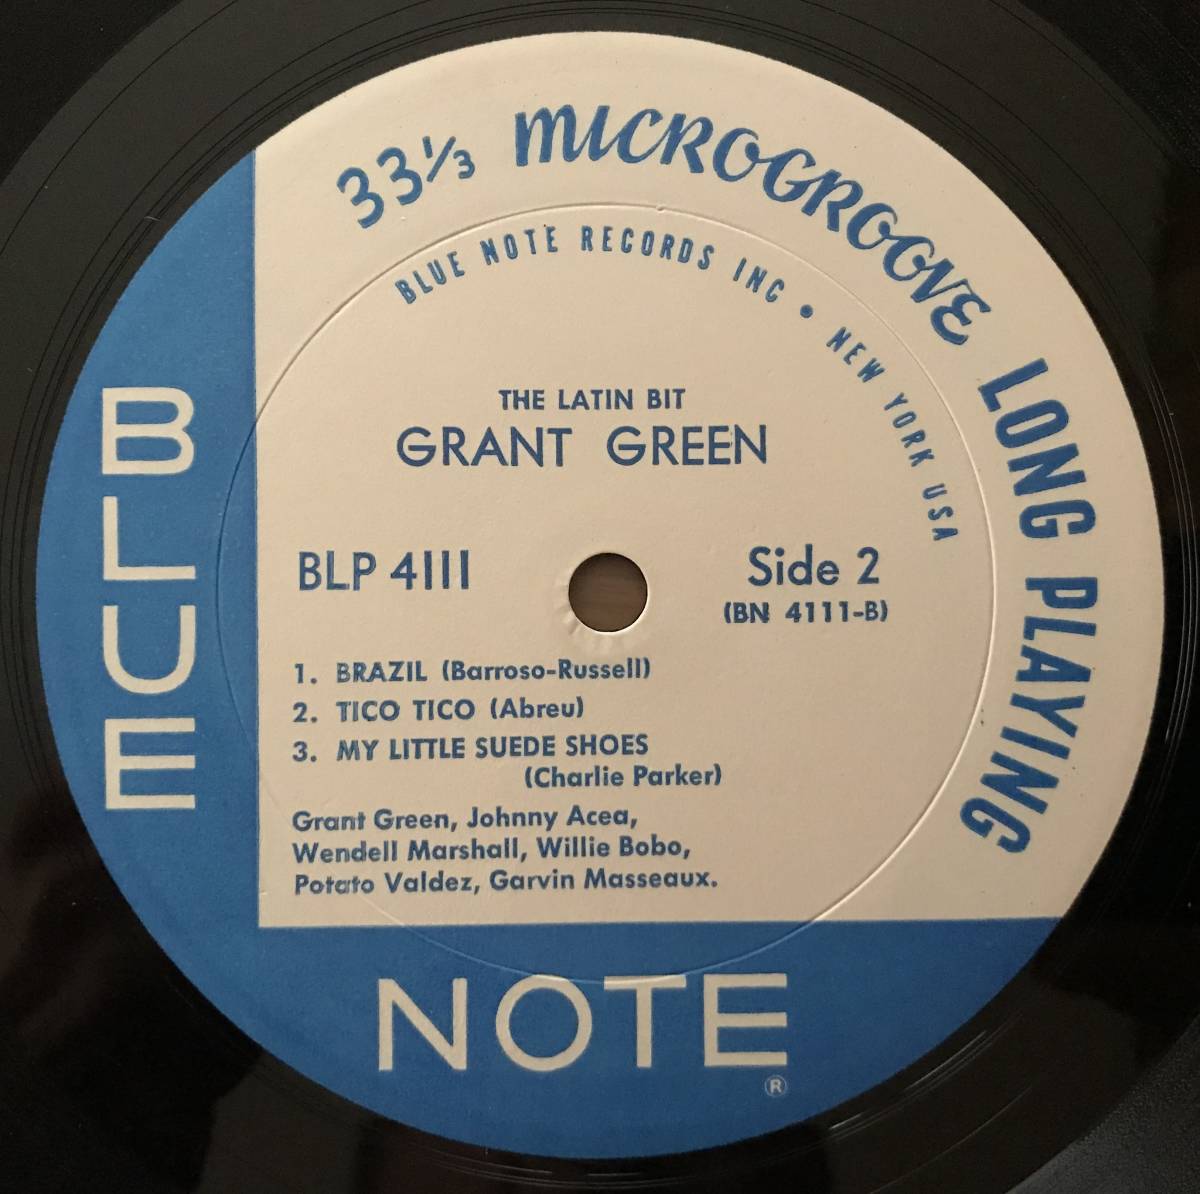 33⅓ MICROGROOVE LONG PLAYING
BLUE NOTE RECORDS INC • NEW YORK USA
THE LATIN BIT
GRANT GREEN
BLP 4111
Side 2
(BN 4111-B)
1. BRAZIL (Barroso-Russell)
2. TICO TICO (Abreu)
3. MY LITTLE SUEDE SHOES
(Charlie Parker)
Grant Green, Johnny Acea,
Wendell Marshall, Willie Bobo,
Potato Valdez, Garvin Masseaux.
BLUE
NOTE
®